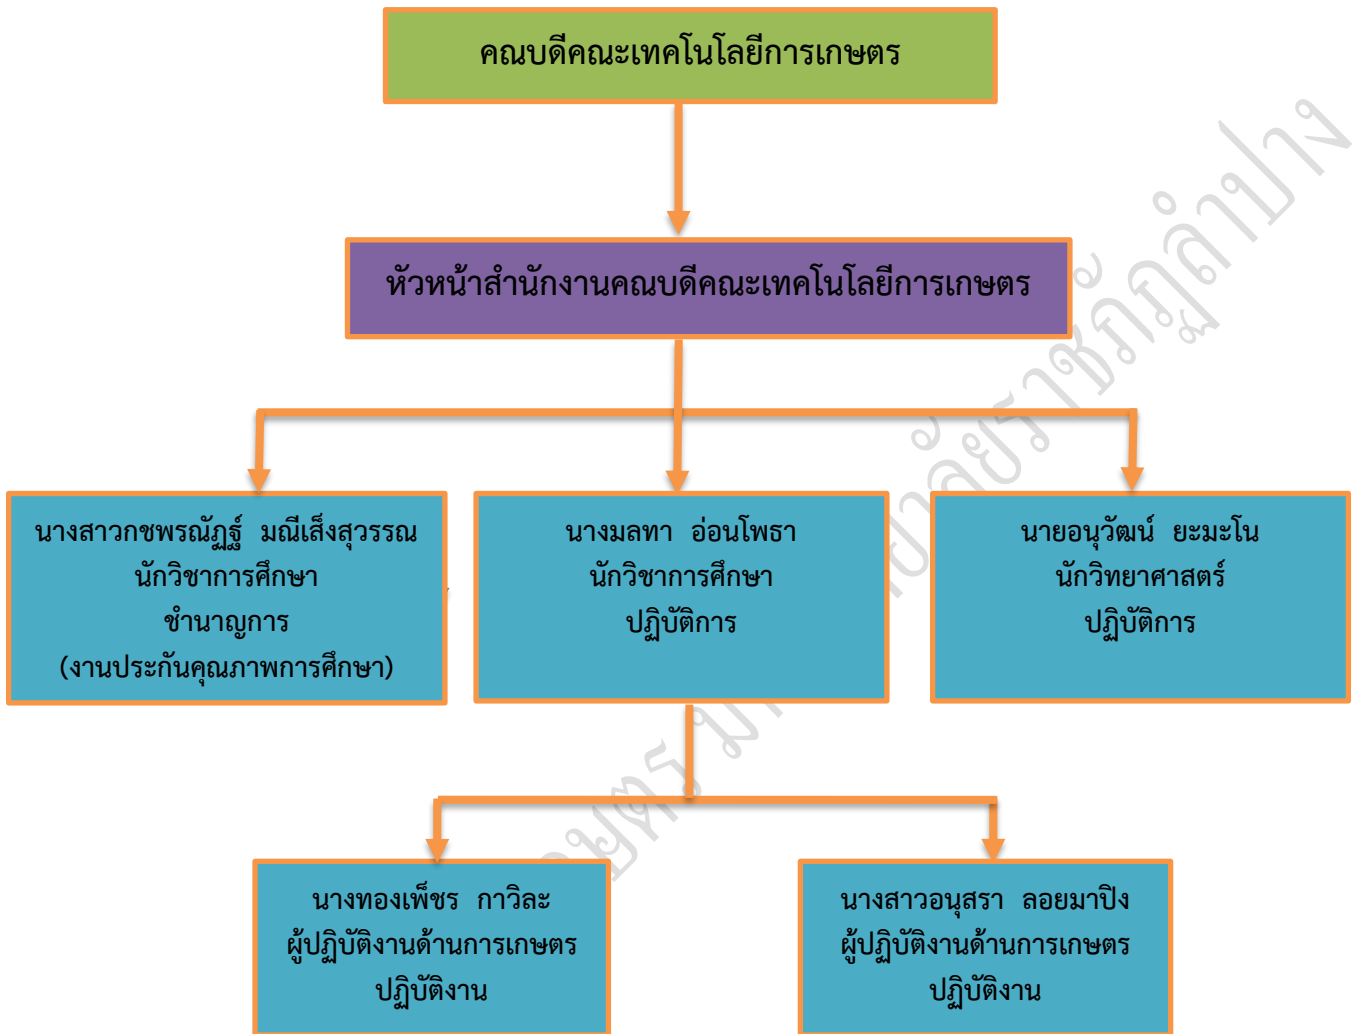 คณบดีคณะเทคโนโลยีการเกษตร
หัวหน้าสำนักงานคณบดีคณะเทคโนโลยีการเกษตร
นางสาวกชพรณัฏฐ์ มณีเส็งสุวรรณ
นักวิชาการศึกษา
ชำนาญการ
(งานประกันคุณภาพการศึกษา)
นางมลทา อ่อนโพธา
นักวิชาการศึกษา
ปฏิบัติการ
นายอนุวัฒน์ ยะมะโน
นักวิทยาศาสตร์
ปฏิบัติการ
นางทองเพ็ชร กาวิละ
ผู้ปฏิบัติงานด้านการเกษตร
ปฏิบัติงาน
นางสาวอนุสรา ลอยมาปิง
ผู้ปฏิบัติงานด้านการเกษตร
ปฏิบัติงาน